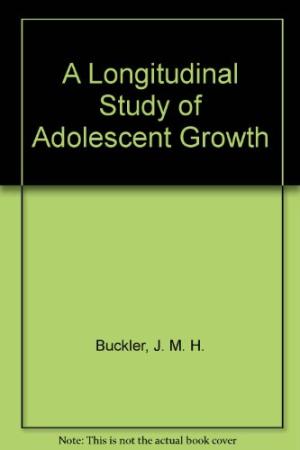 A Longitudinal
Study of
Adolescent Growth
Buckler, J. M. H.
Note: This is not the actual book cover